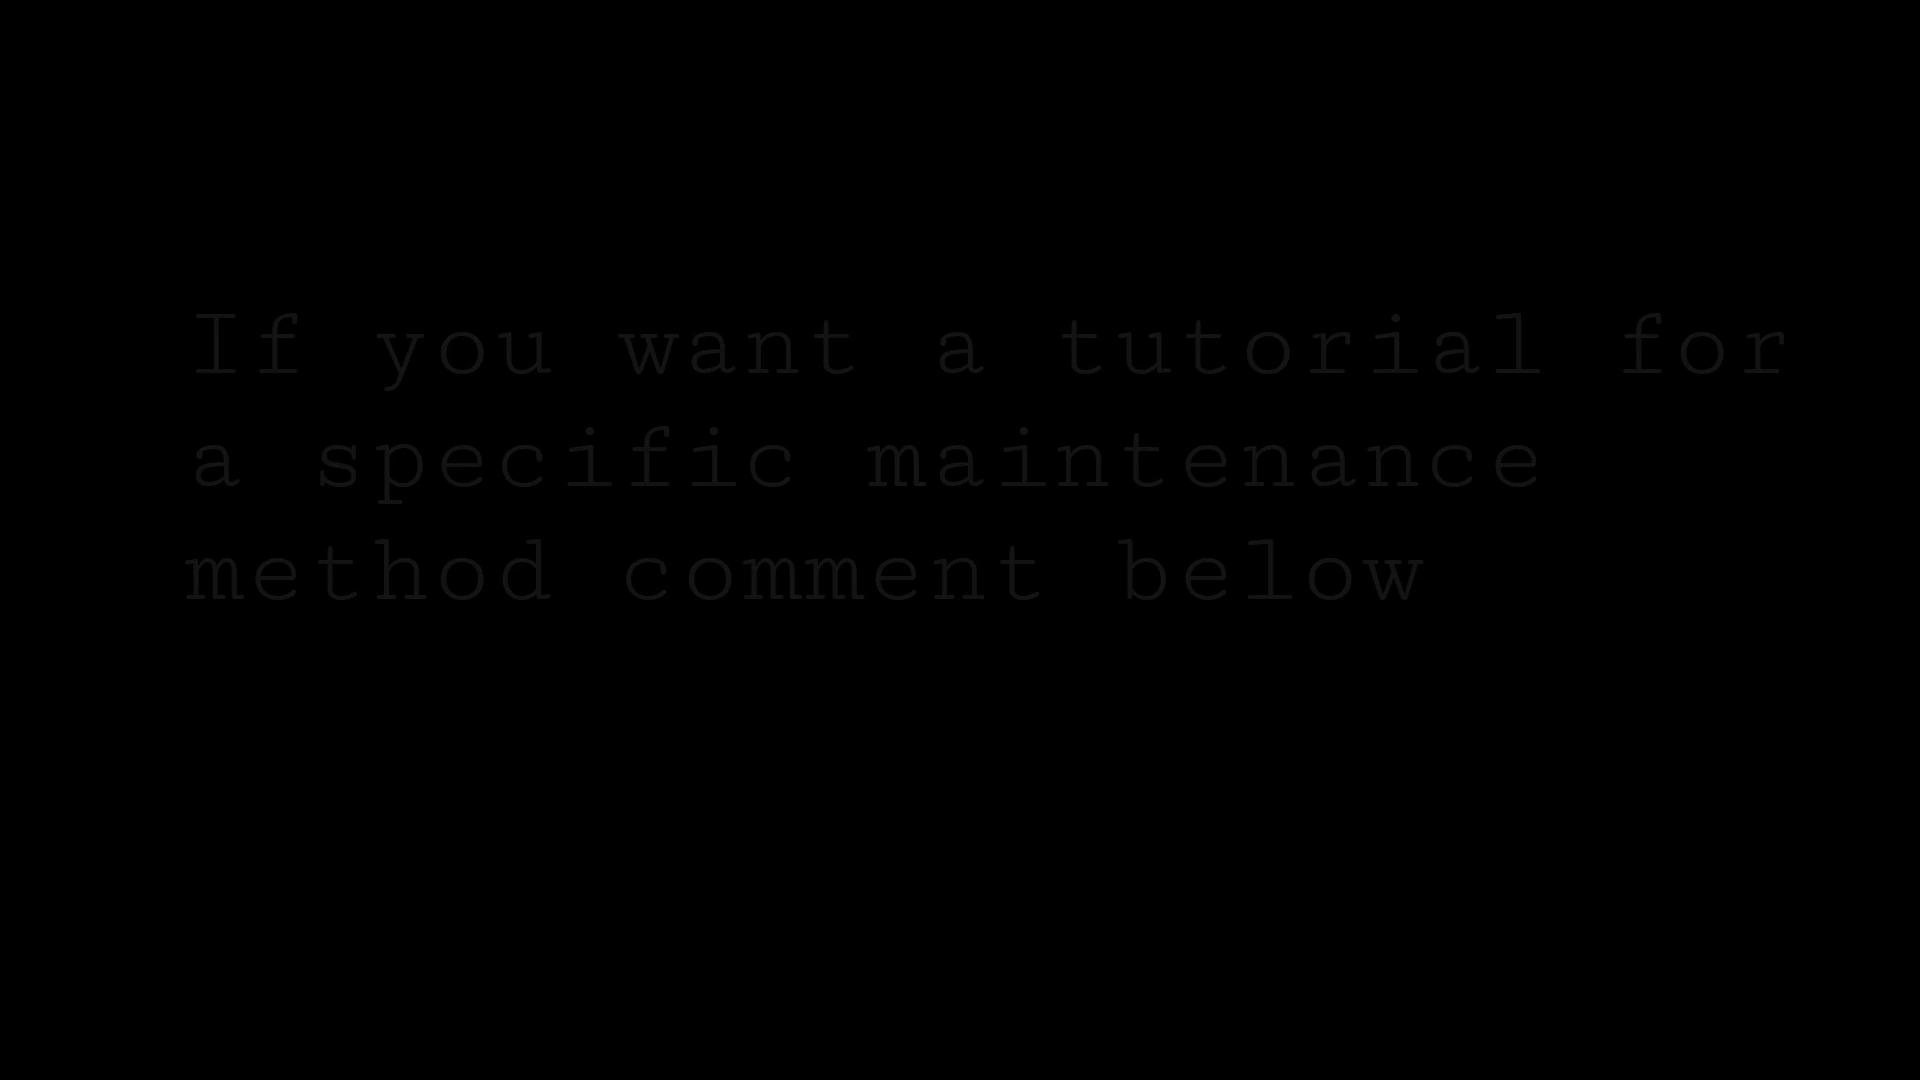 If you want a tutorial for
a specific maintenance
method comment below